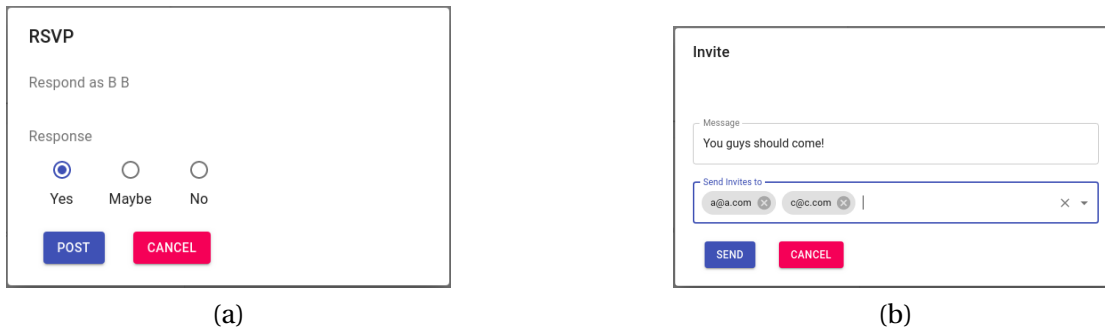 RSVP
Respond as B B
Response
Yes Maybe No
POST CANCEL
(a)
Invite
Message
You guys should come!
Send Invites to
a@a.com c@c.com
SEND CANCEL
(b)